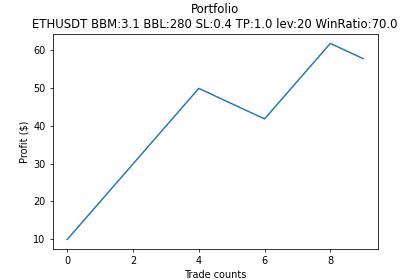 Portfolio
ETHUSDT BBM:3.1 BBL:280 SL:0.4 TP:1.0 lev:20 WinRatio:70.0
60
50
40
30
20
10
Profit ($)
0 2 4 6 8
Trade counts